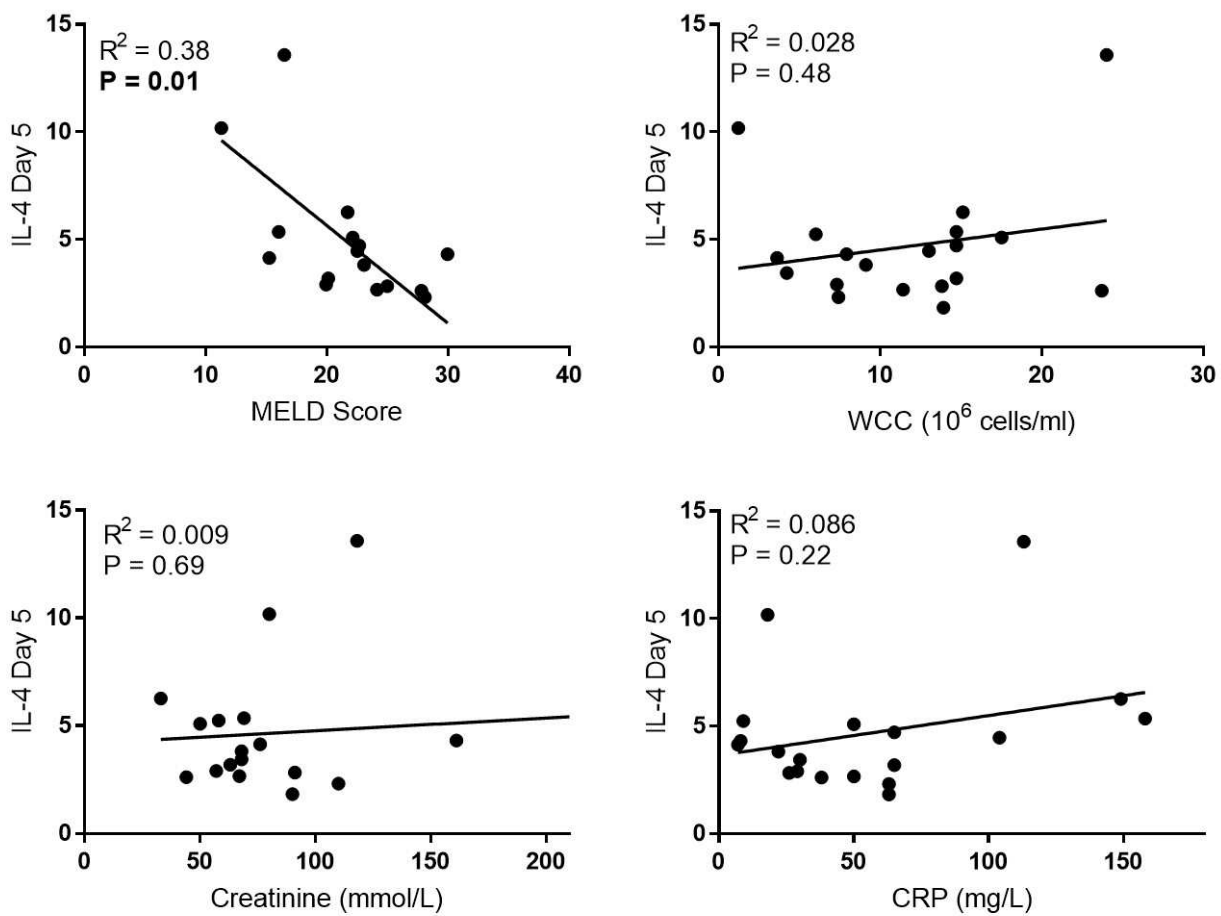 R² = 0.38
P = 0.01
15
10
5
0
IL-4 Day 5
0 10 20 30 40
MELD Score
R² = 0.028
P = 0.48
15
10
5
0
IL-4 Day 5
0 10 20 30
WCC (10⁶ cells/ml)
R² = 0.009
P = 0.69
15
10
5
0
IL-4 Day 5
0 50 100 150 200
Creatinine (mmol/L)
R² = 0.086
P = 0.22
15
10
5
0
IL-4 Day 5
0 50 100 150
CRP (mg/L)